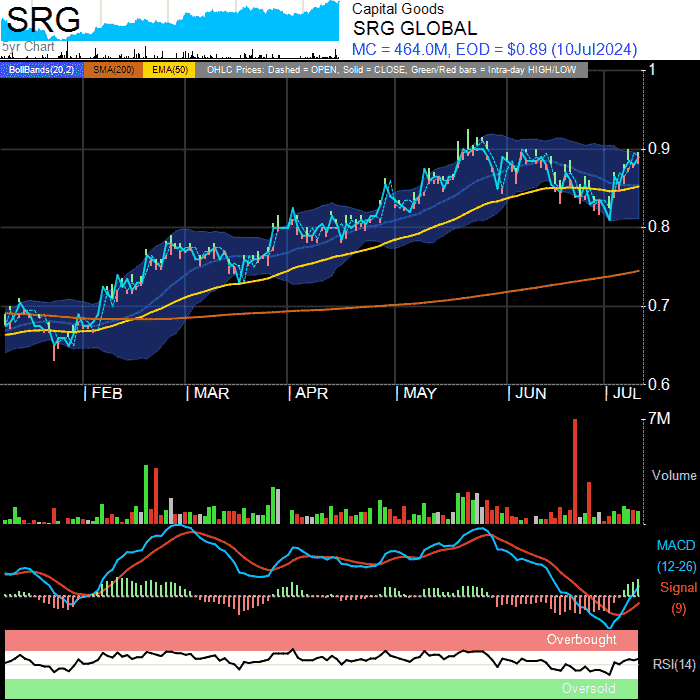 SRG
5yr Chart
Capital Goods
SRG GLOBAL
MC = 464.0M, EOD = $0.89 (10Jul2024)
BollBands(20,2) SMA(200) EMA(50) OHLC Prices: Dashed = OPEN, Solid = CLOSE, Green/Red bars = Intra-day HIGH/LOW
1
0.9
0.8
0.7
0.6
| FEB | MAR | APR | MAY | JUN | JUL
7M
Volume
MACD
(12-26)
Signal
(9)
Overbought
RSI(14)
Oversold